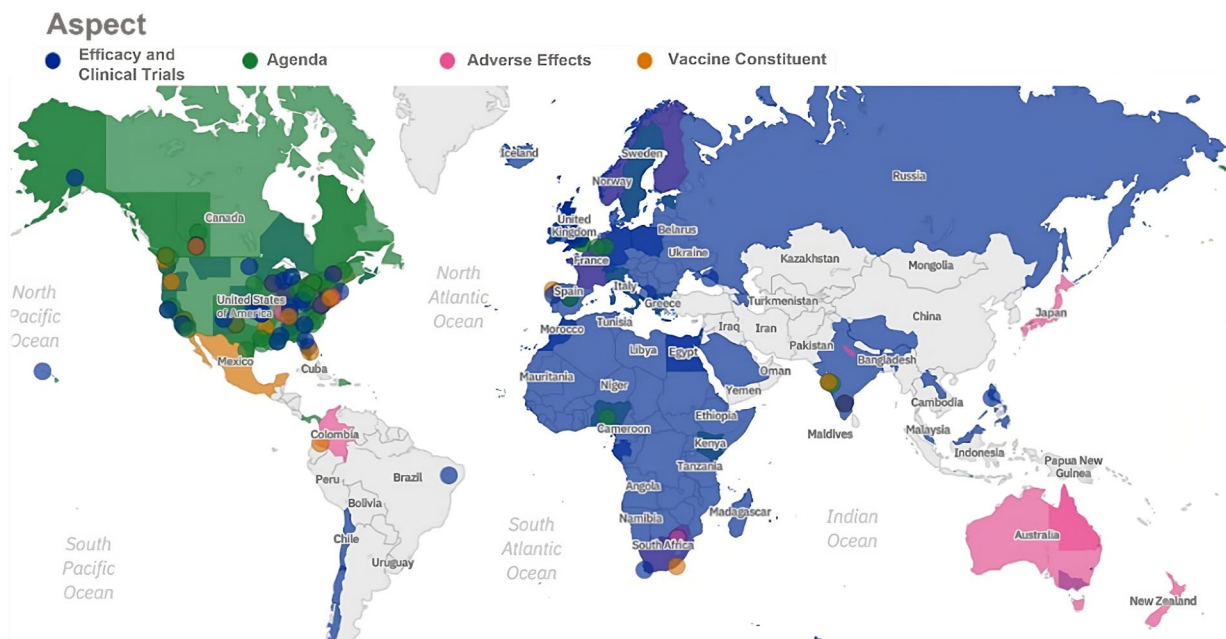 Aspect
Efficacy and
Clinical Trials
Agenda
Adverse Effects
Vaccine Constituent
Iceland
Sweden
Norway
Russia
Canada
United
Kingdom
Belarus
Ukraine
France
Kazakhstan
Mongolia
North
Pacific
Ocean
North
Atlantic
Ocean
United States
of America
Spain
Italy
Greece
Turkmenistan
China
Japan
Morocco
Tunisia
Iraq
Iran
Pakistan
Mexico
Cuba
Libya
Egypt
Oman
Bangladesh
Mauritania
Niger
Yemen
Cambodia
Colombia
Cameroon
Ethiopia
Maldives
Malaysia
Kenya
Indonesia
Papua New
Guinea
Peru
Brazil
Tanzania
Angola
Bolivia
Namibia
Madagascar
South
Pacific
Ocean
Chile
South
Atlantic
Ocean
South Africa
Indian
Ocean
Australia
Uruguay
New Zealand